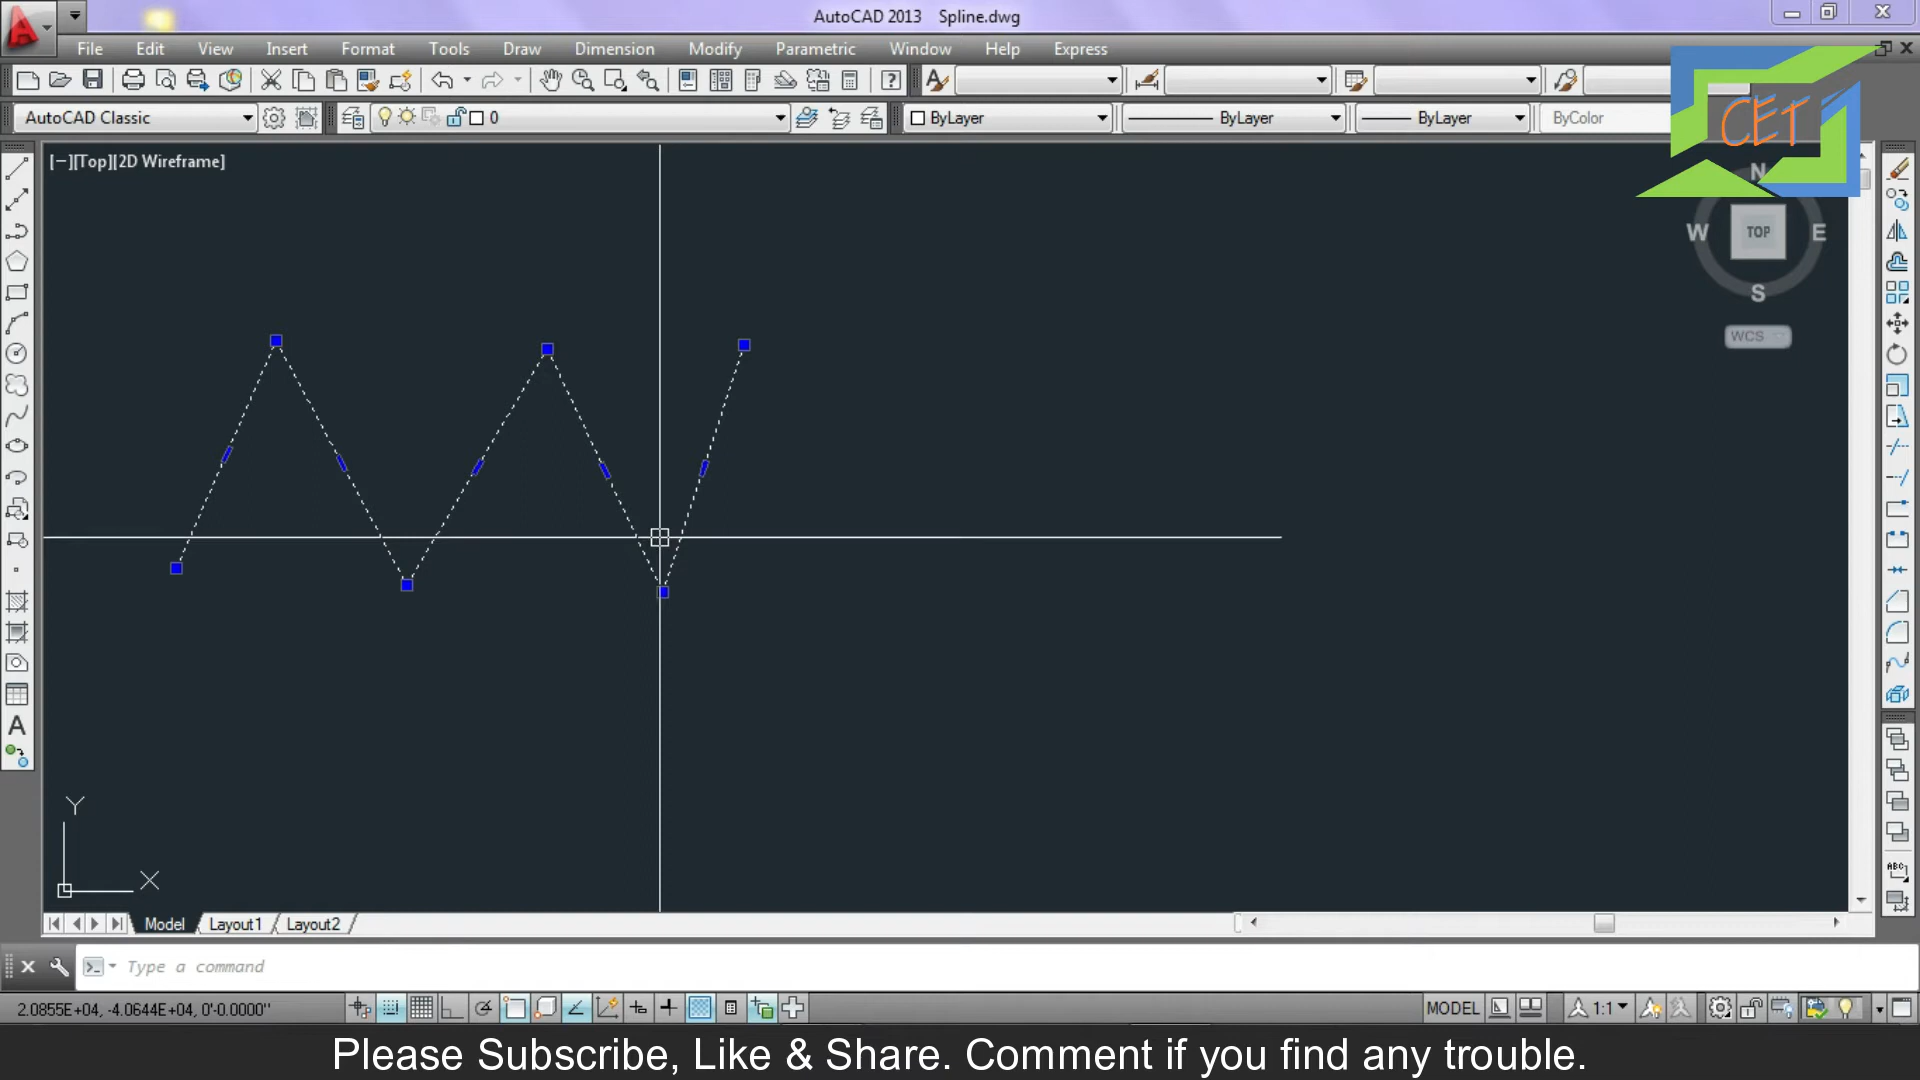 AutoCAD 2013 Spline.dwg
File Edit View Insert Format Tools Draw Dimension Modify Parametric Window Help Express
AutoCAD Classic 0 ByLayer ByLayer ByLayer ByColor
CET
[−][Top][2D Wireframe]
N
W TOP E
S
WCS
Y
X
A
ABC
Model Layout1 Layout2
Type a command
2.0855E+04, -4.0644E+04, 0'-0.0000" MODEL 1:1
Please Subscribe, Like & Share. Comment if you find any trouble.